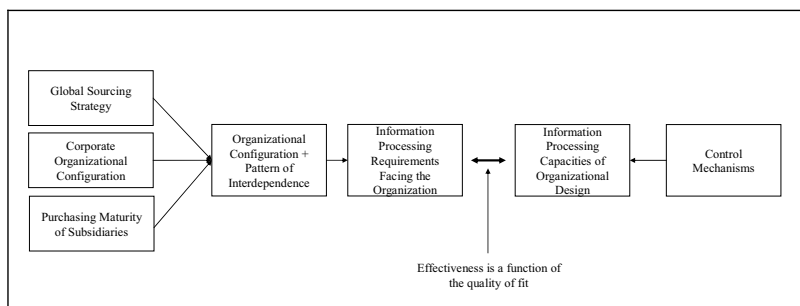 Global Sourcing
Strategy
Corporate
Organizational
Configuration
Purchasing Maturity
of Subsidiaries
Organizational
Configuration +
Pattern of
Interdependence
Information
Processing
Requirements
Facing the
Organization
Information
Processing
Capacities of
Organizational
Design
Control
Mechanisms
Effectiveness is a function of
the quality of fit